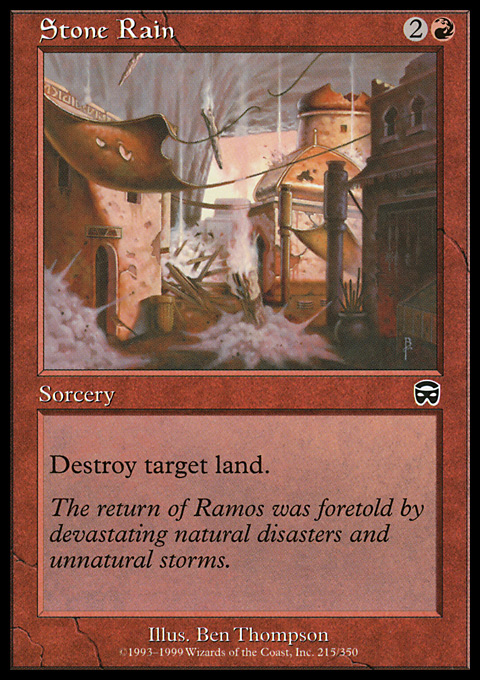 Stone Rain
2
Sorcery
Destroy target land.
The return of Ramos was foretold by
devastating natural disasters and
unnatural storms.
Illus. Ben Thompson
©1993–1999 Wizards of the Coast, Inc. 215/350